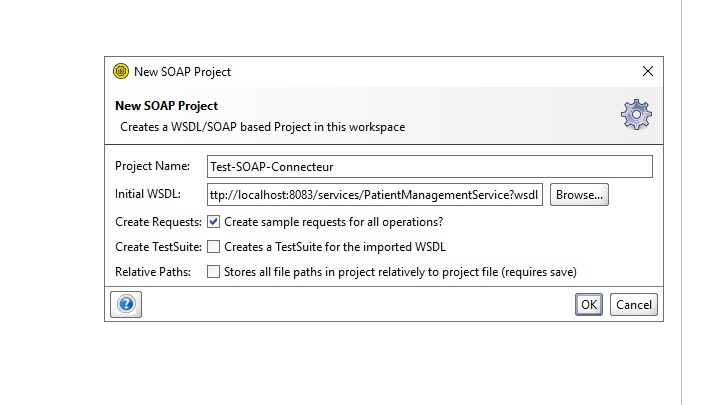 New SOAP Project
New SOAP Project
Creates a WSDL/SOAP based Project in this workspace
Project Name: Test-SOAP-Connecteur
Initial WSDL: ttp://localhost:8083/services/PatientManagementService?wsdl Browse...
Create Requests: Create sample requests for all operations?
Create TestSuite: Creates a TestSuite for the imported WSDL
Relative Paths: Stores all file paths in project relatively to project file (requires save)
? OK Cancel